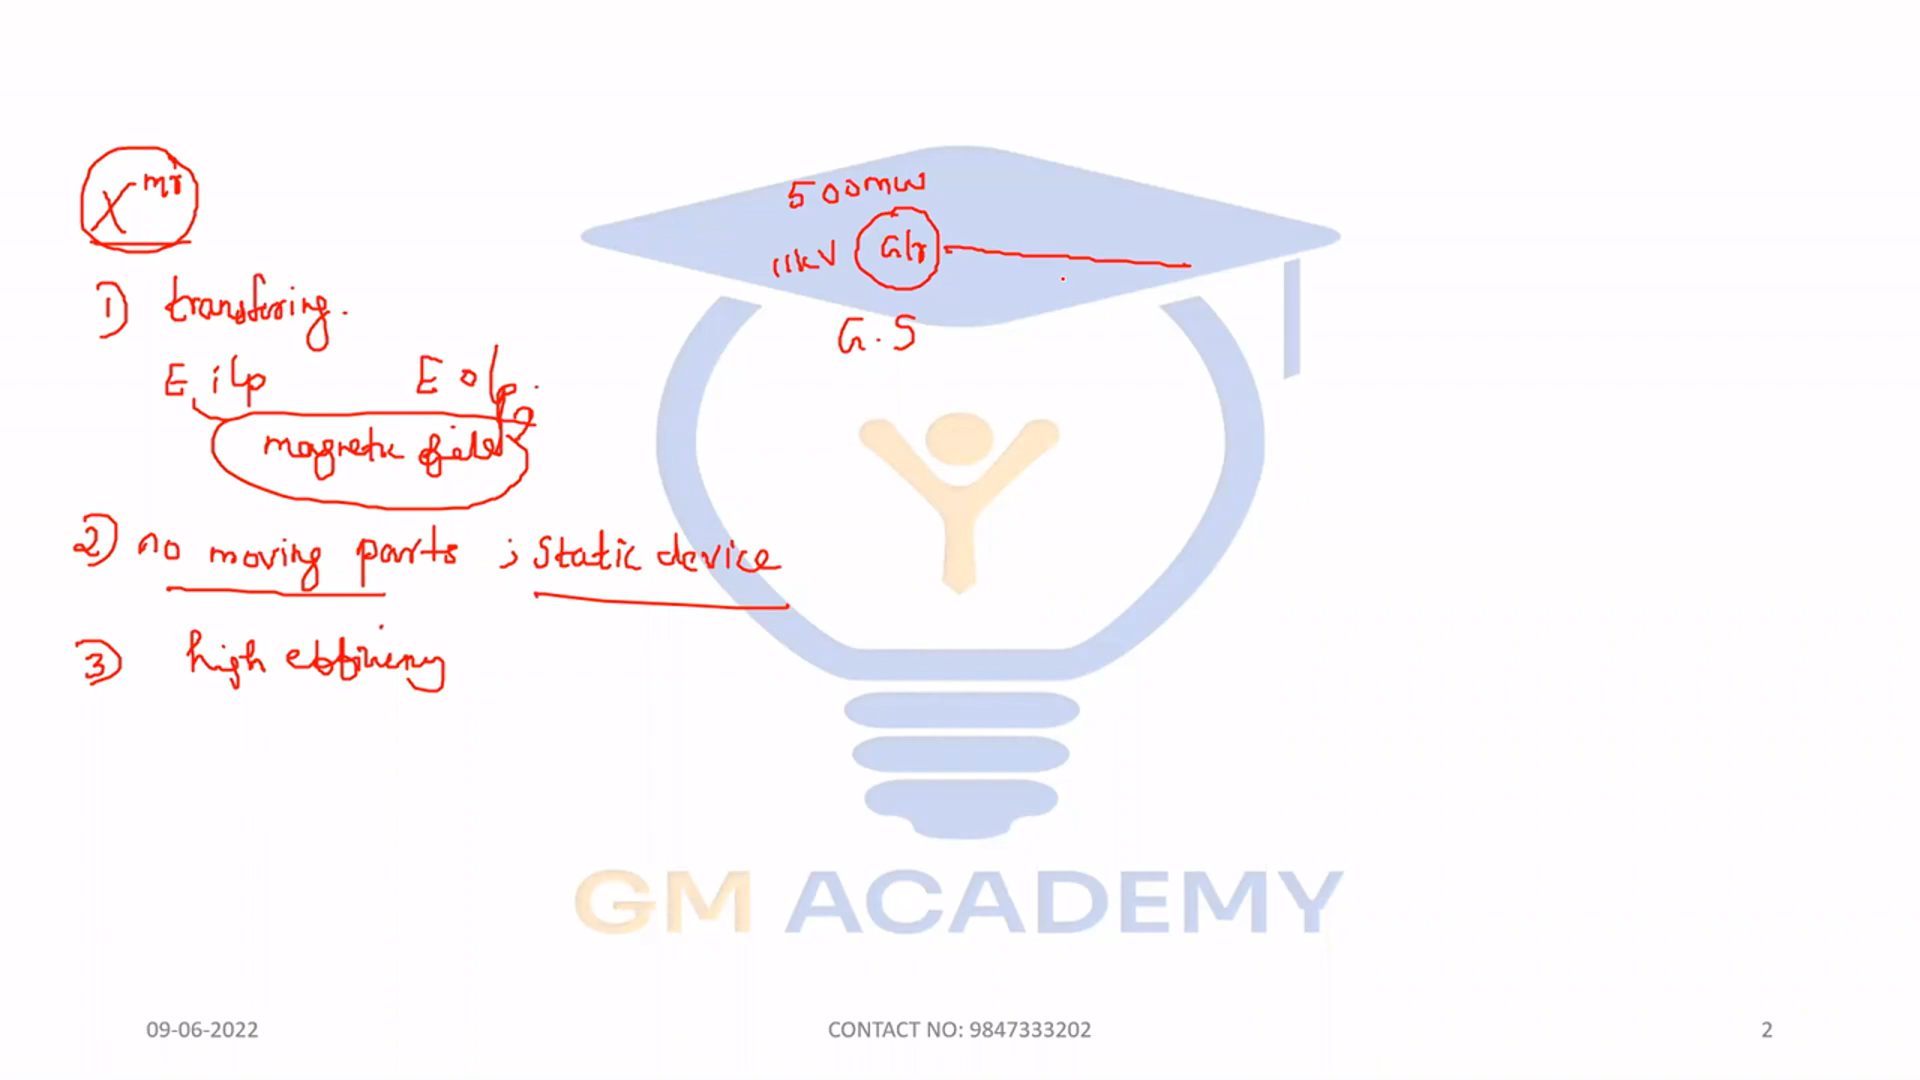 X^mr
1) transfering.
E i/p E o/p.
magnetic field
2) no moving parts ; static device
3) high efficiency
500mw
11kV G/r
G.S
GM ACADEMY
09-06-2022 CONTACT NO: 9847333202 2